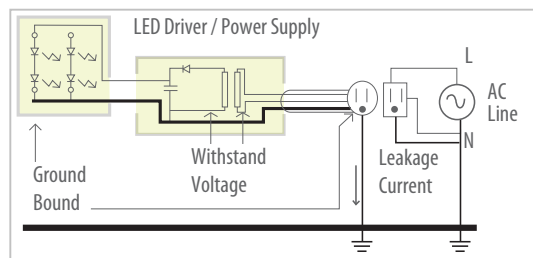 LED Driver / Power Supply
L
AC
Line
N
Withstand
Voltage
Leakage
Current
Ground
Bound